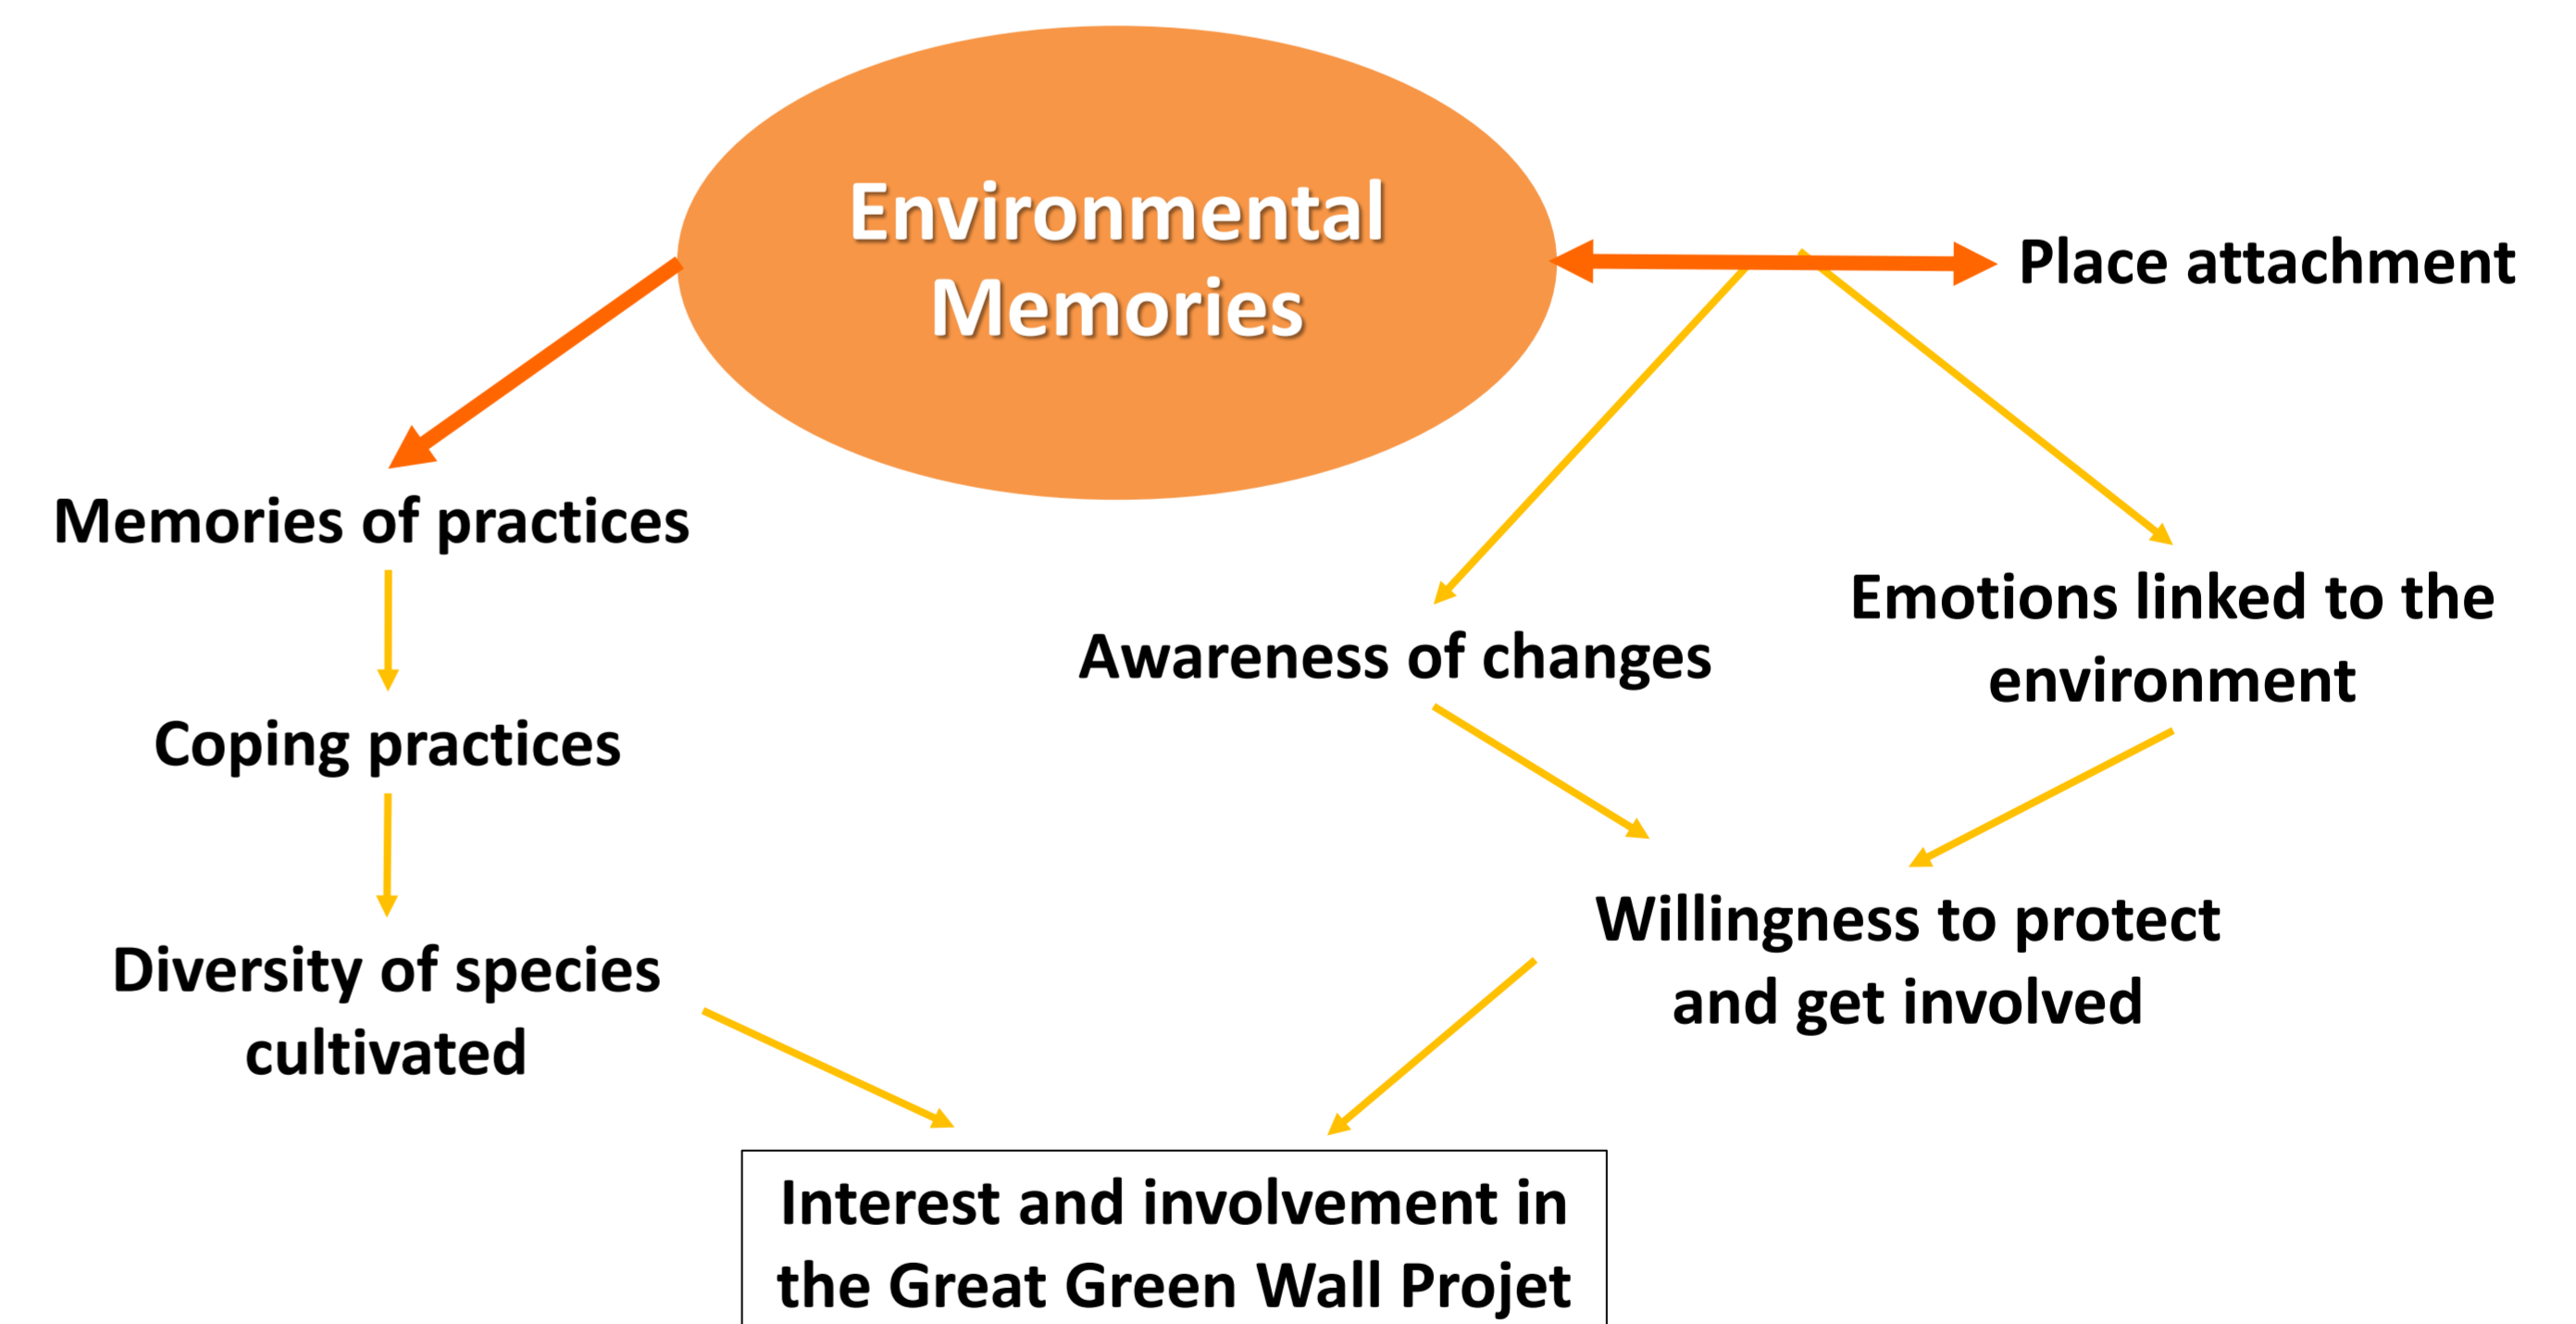 Environmental
Memories
Place attachment
Memories of practices
Emotions linked to the
environment
Awareness of changes
Coping practices
Willingness to protect
and get involved
Diversity of species
cultivated
Interest and involvement in
the Great Green Wall Projet